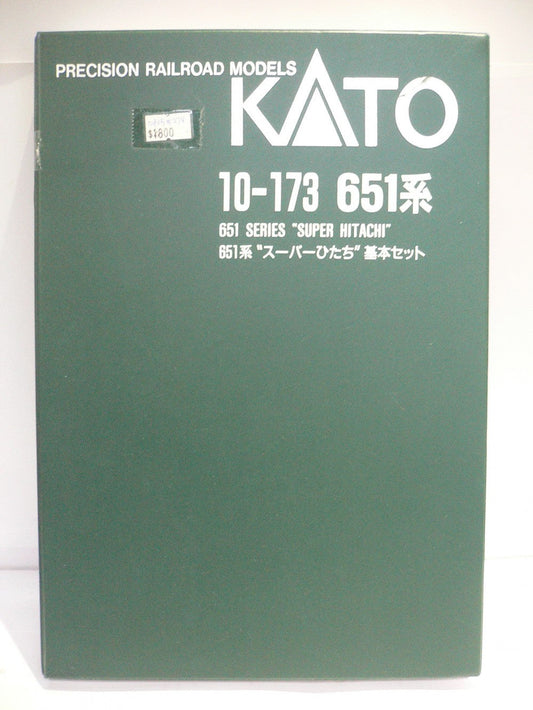 PRECISION RAILROAD MODELS
KATO
$1800
10-173 651系
651 SERIES "SUPER HITACHI"
651系"スーパーひたち"基本セット